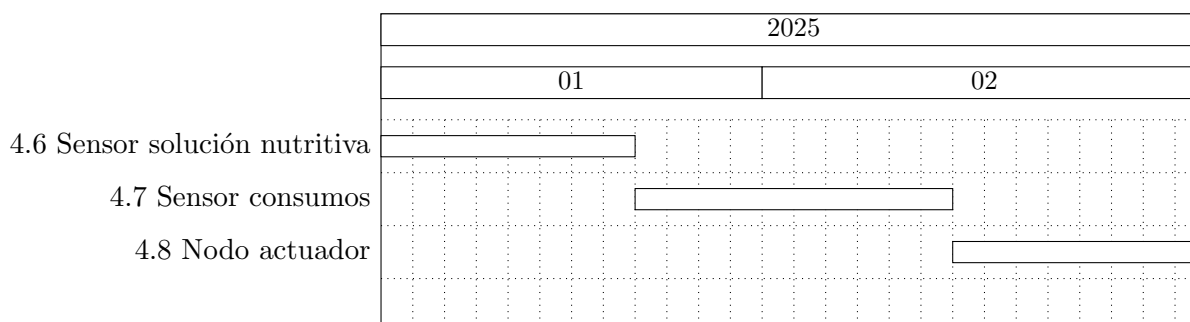 2025
01 02
4.6 Sensor solución nutritiva
4.7 Sensor consumos
4.8 Nodo actuador